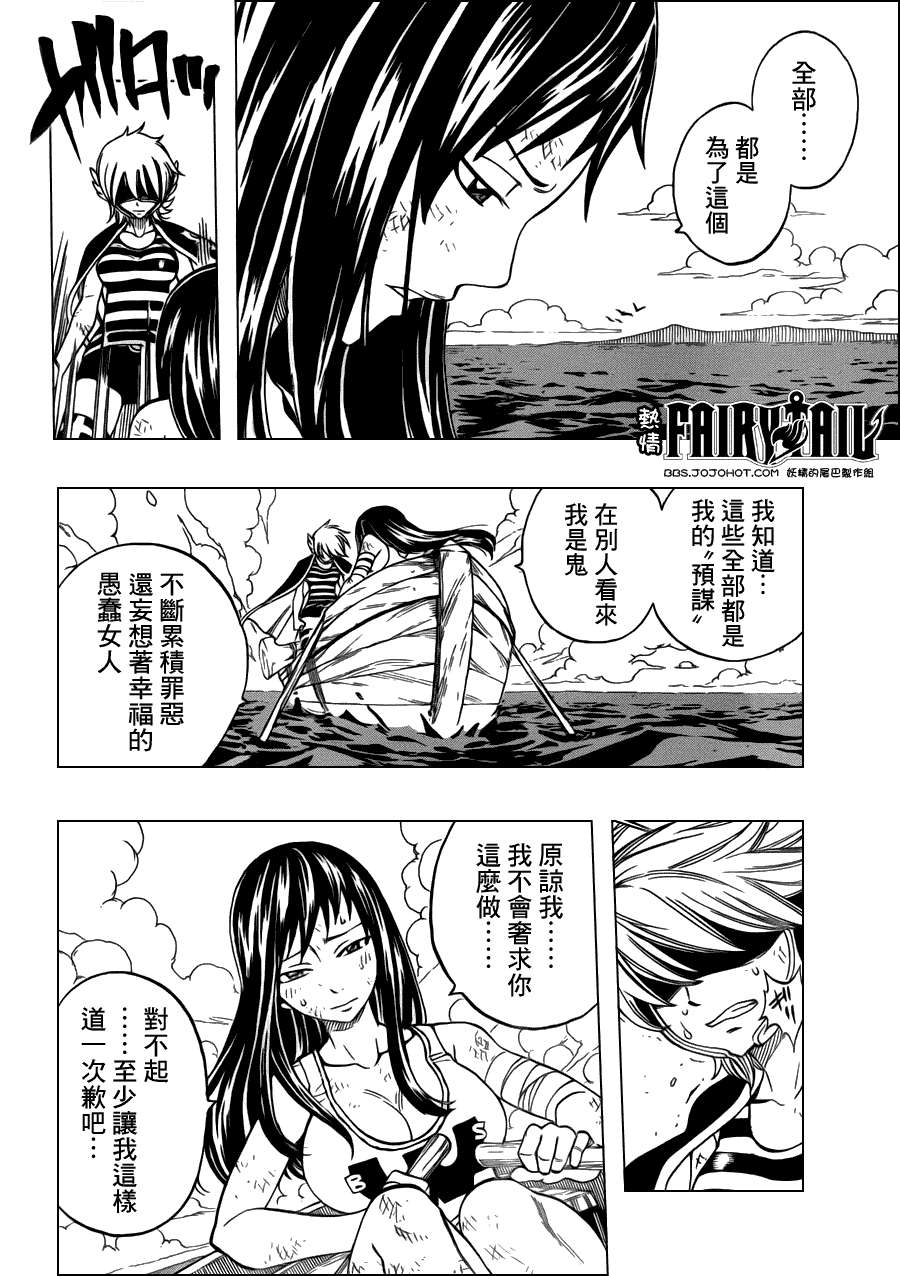 全部……
都是
為了這個
ギロッ
熱情
FAIRY TAIL
BBS.JOJOHOT.COM 妖精的尾巴製作組
我知道…
這些全部都是
我的〝預謀〞
在別人看來
我是鬼
不斷累積罪惡
還妄想著幸福的
愚蠢女人
原諒我……
我不會奢求你
這麼做……
對不起
……至少讓我這樣
道一次歉吧…
B
S